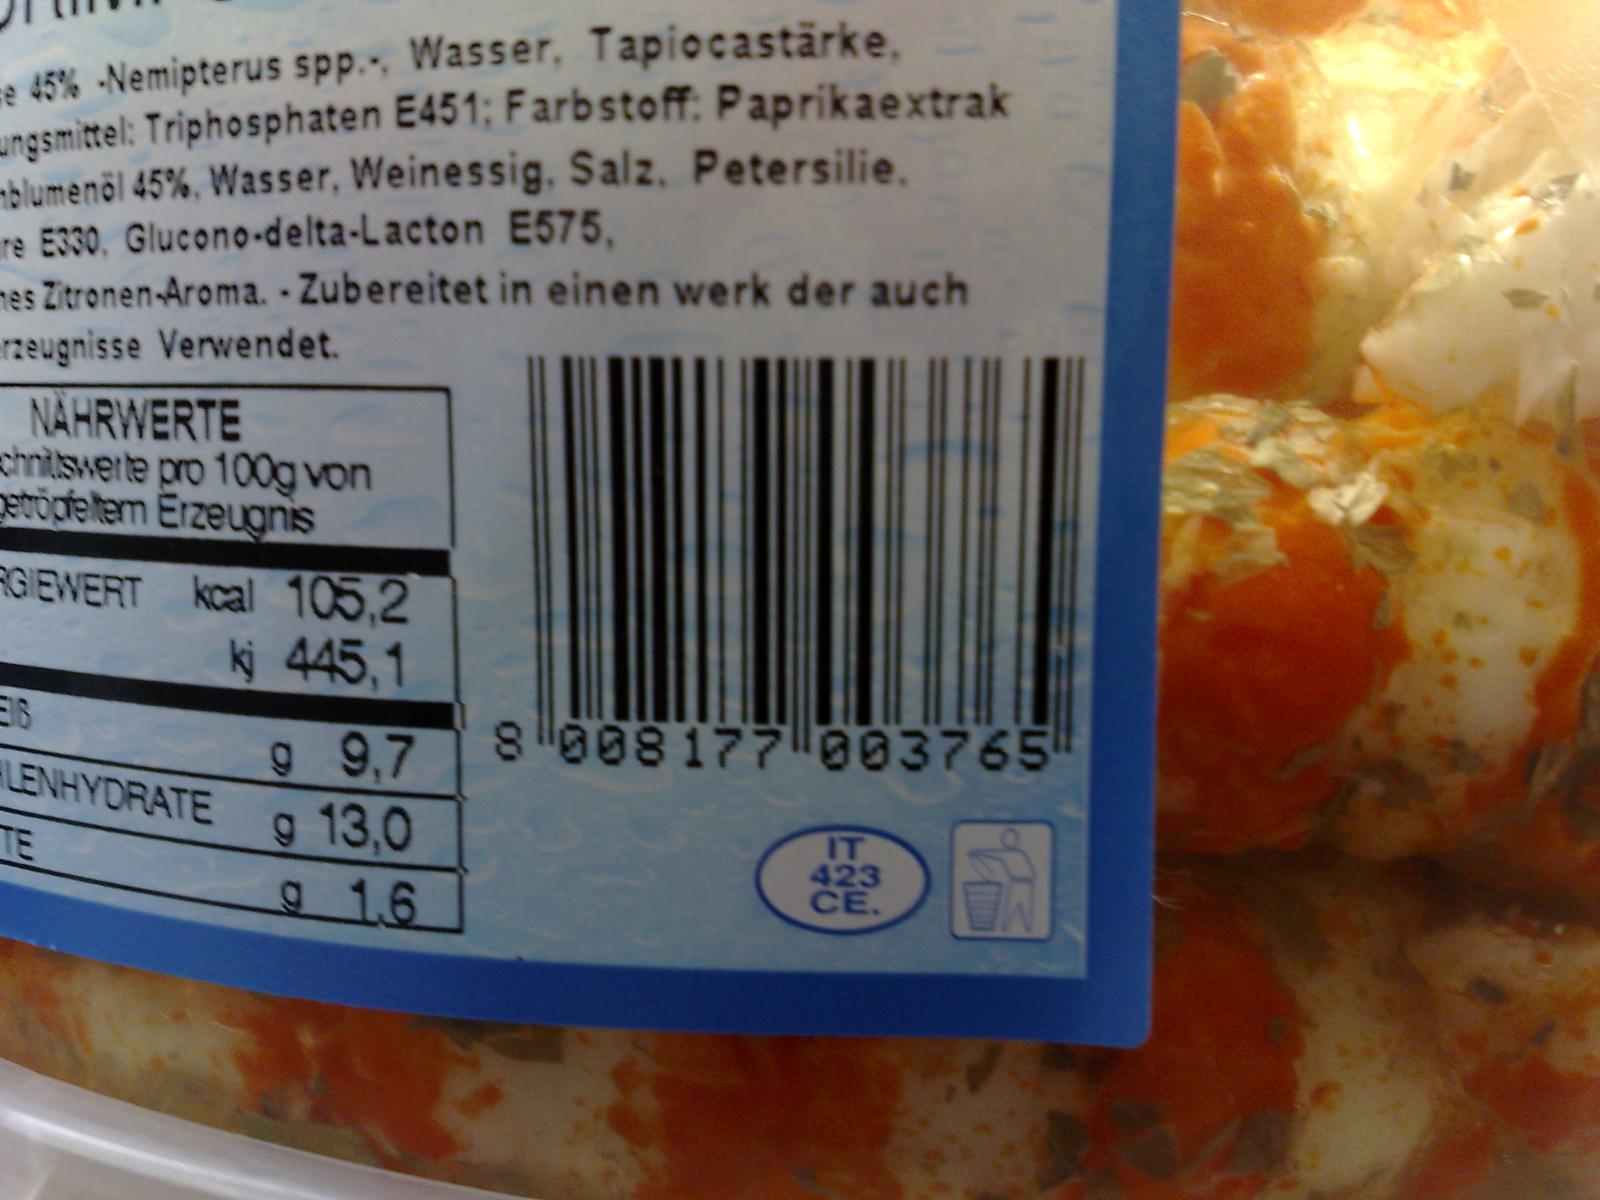 45% -Nemipterus spp.-, Wasser, Tapiocastärke,
ungsmittel: Triphosphaten E451; Farbstoff: Paprikaextrak
nblumenöl 45%, Wasser, Weinessig, Salz, Petersilie,
re E330, Glucono-delta-Lacton E575,
hes Zitronen-Aroma. - Zubereitet in einen werk der auch
erzeugnisse Verwendet.
NÄHRWERTE
chnittswerte pro 100g von
getröpfeltem Erzeugnis
RGIEWERT kcal 105,2
kj 445,1
EIß
g 9,7
LENHYDRATE
g 13,0
TE
g 1,6
8 008177 003765
IT
423
CE.